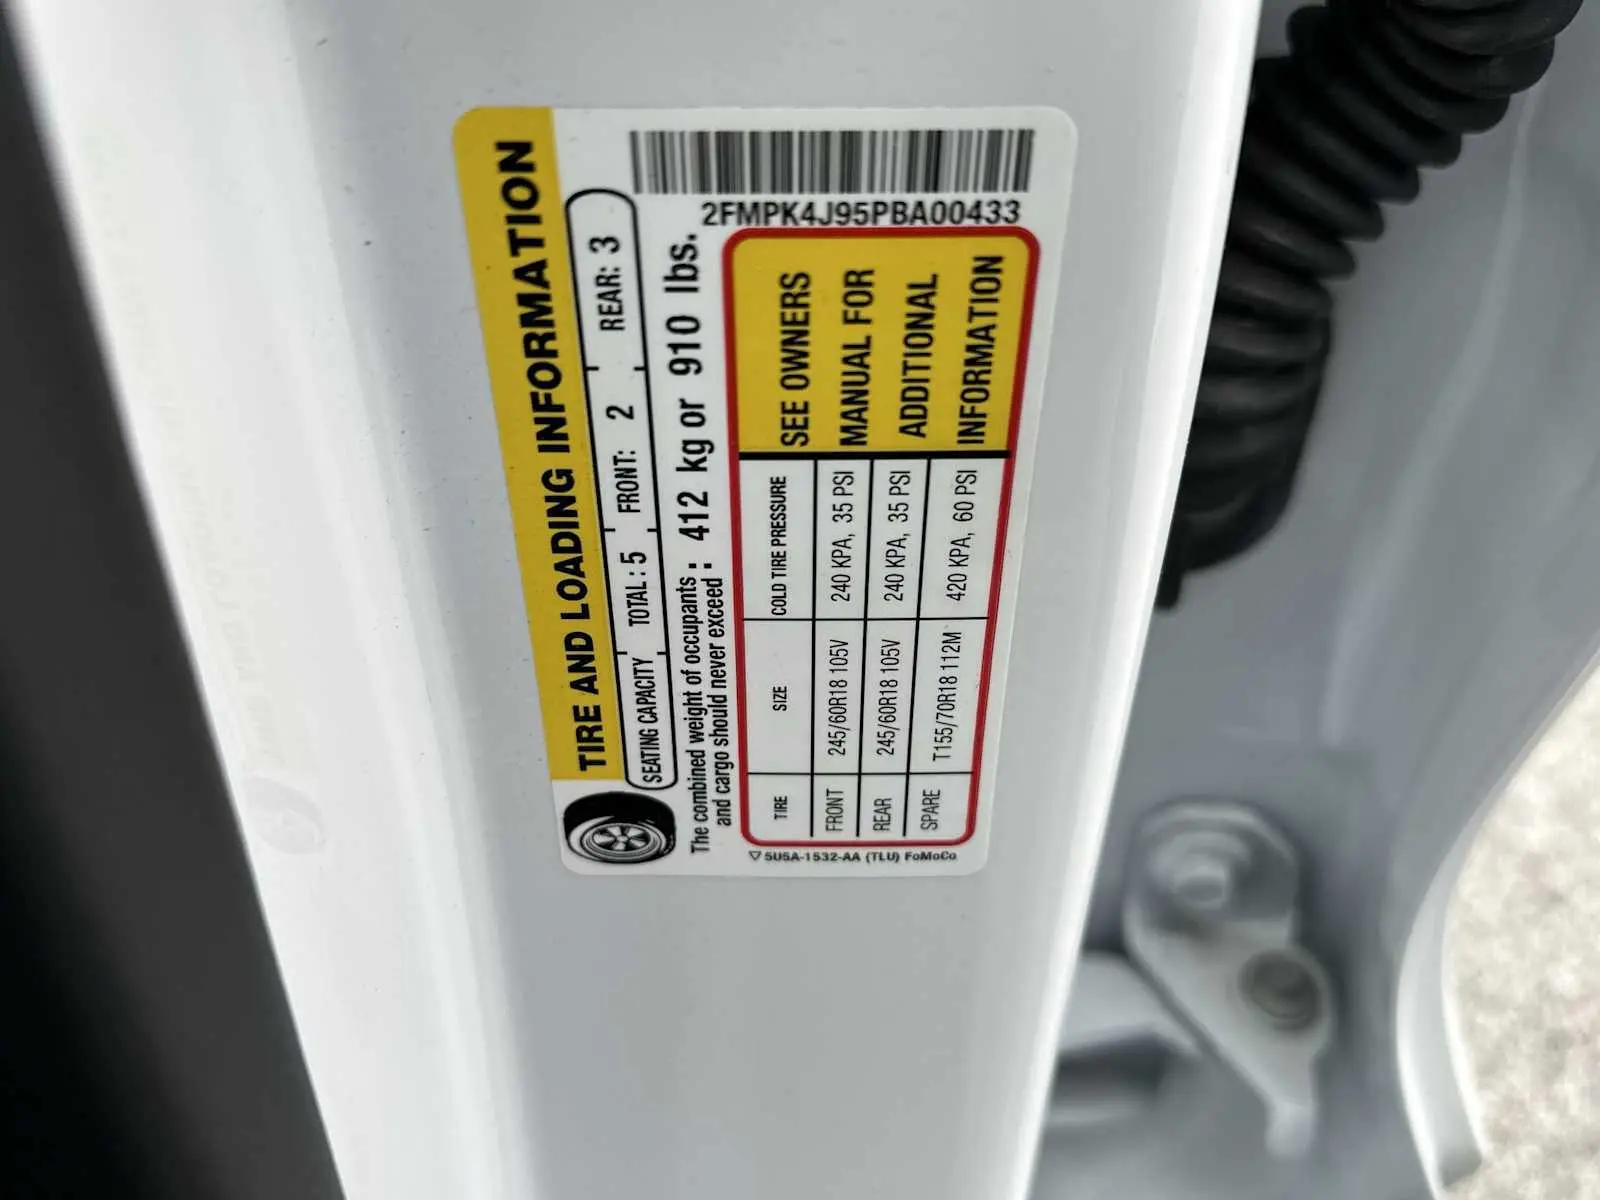 TIRE AND LOADING INFORMATION
SEATING CAPACITY TOTAL : 5 FRONT: 2 REAR: 3
The combined weight of occupants : 412 kg or 910 lbs.
and cargo should never exceed :
2FMPK4J95PBA00433
TIRE SIZE COLD TIRE PRESSURE
FRONT 245/60R18 105V 240 KPA, 35 PSI
REAR 245/60R18 105V 240 KPA, 35 PSI
SPARE T155/70R18 112M 420 KPA, 60 PSI
SEE OWNERS
MANUAL FOR
ADDITIONAL
INFORMATION
5U5A-1532-AA (TLU) FoMoCo